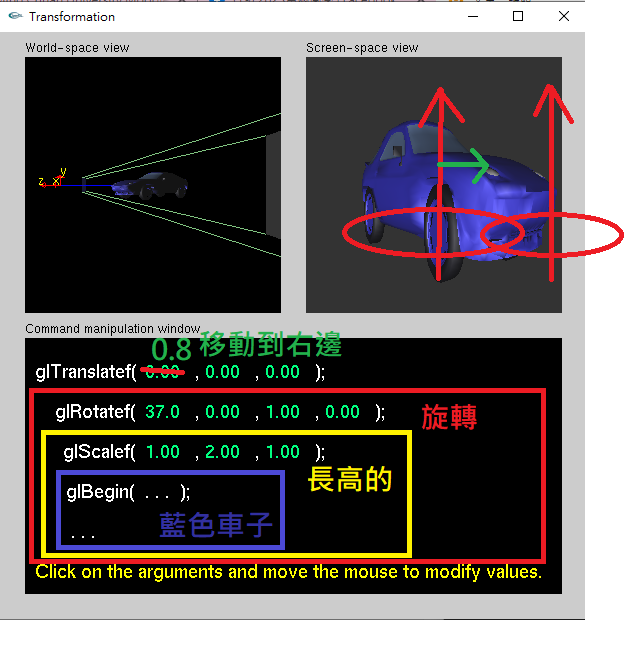 Transformation
World-space view
Screen-space view
y
z x
Command manipulation window
0.8 移動到右邊
glTranslatef( 0.00 , 0.00 , 0.00 );
glRotatef( 37.0 , 0.00 , 1.00 , 0.00 );
旋轉
glScalef( 1.00 , 2.00 , 1.00 );
長高的
glBegin( . . . );
. . .
藍色車子
Click on the arguments and move the mouse to modify values.